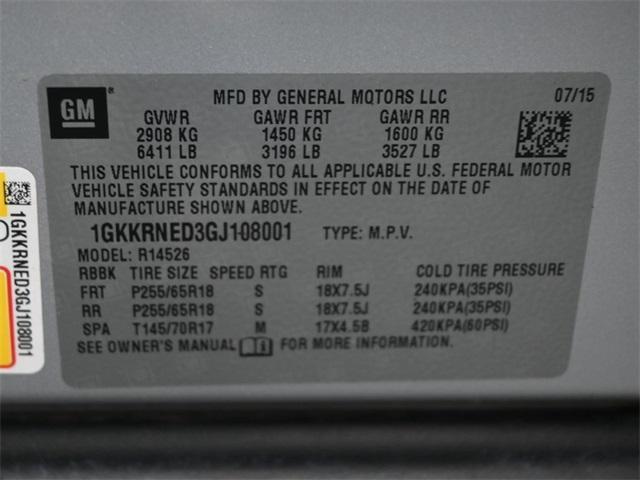 GM
MFD BY GENERAL MOTORS LLC 07/15
GVWR GAWR FRT GAWR RR
2908 KG 1450 KG 1600 KG
6411 LB 3196 LB 3527 LB
THIS VEHICLE CONFORMS TO ALL APPLICABLE U.S. FEDERAL MOTOR
VEHICLE SAFETY STANDARDS IN EFFECT ON THE DATE OF
MANUFACTURE SHOWN ABOVE.
1GKKRNED3GJ108001 TYPE: M.P.V.
MODEL: R14526
RBBK TIRE SIZE SPEED RTG RIM COLD TIRE PRESSURE
FRT P255/65R18 S 18X7.5J 240KPA(35PSI)
RR P255/65R18 S 18X7.5J 240KPA(35PSI)
SPA T145/70R17 M 17X4.5B 420KPA(60PSI)
SEE OWNER'S MANUAL FOR MORE INFORMATION.
1GKKRNED3GJ108001